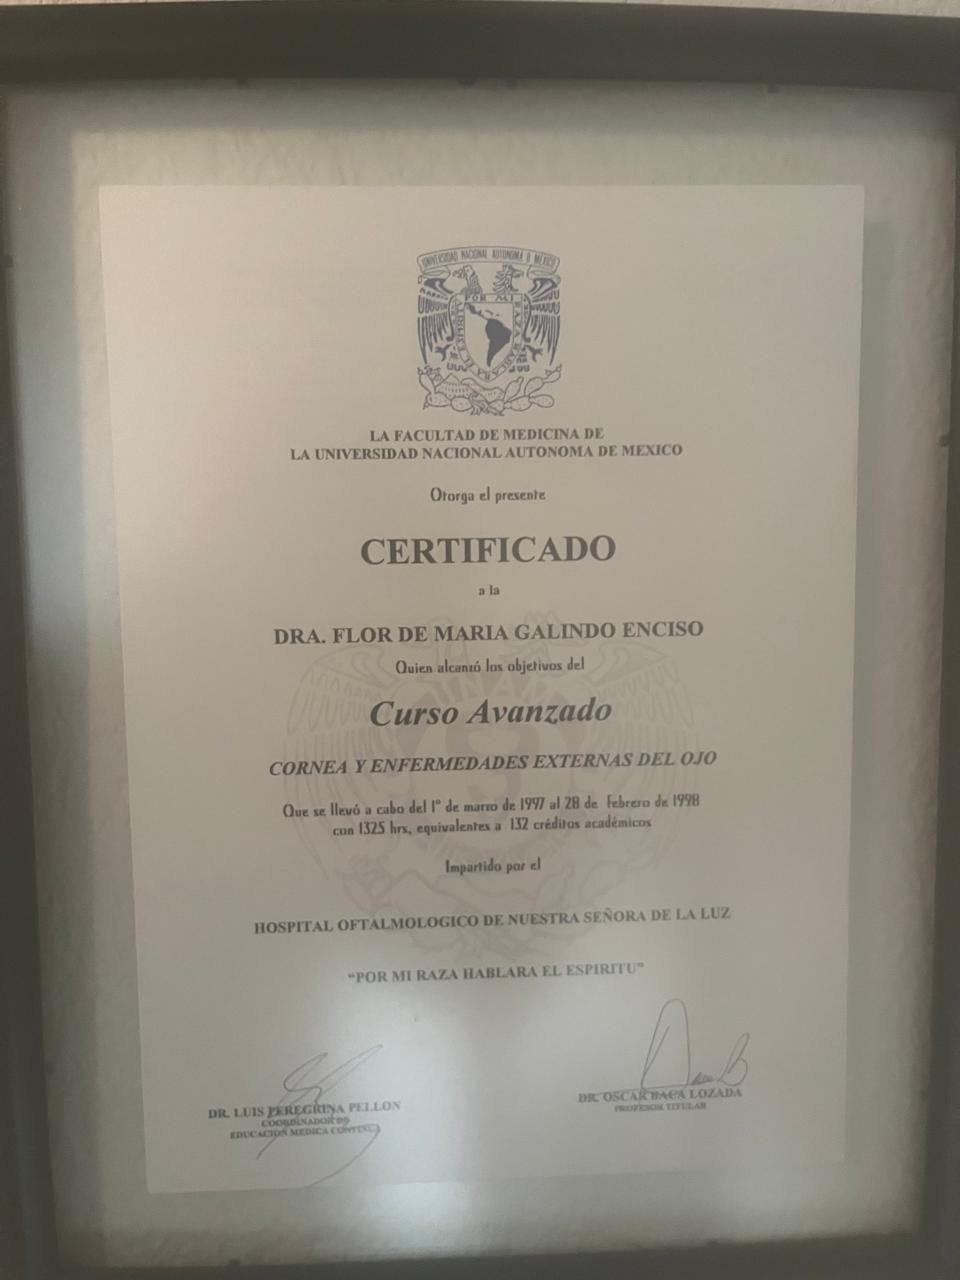 UNIVERSIDAD NACIONAL AUTONOMA D MEXICO
POR MI RAZA HABLARA EL ESPIRITU
LA FACULTAD DE MEDICINA DE
LA UNIVERSIDAD NACIONAL AUTONOMA DE MEXICO
Otorga el presente
CERTIFICADO
a la
DRA. FLOR DE MARIA GALINDO ENCISO
Quien alcanzó los objetivos del
Curso Avanzado
CORNEA Y ENFERMEDADES EXTERNAS DEL OJO
Que se llevó a cabo del 1º de marzo de 1997 al 28 de febrero de 1998
con 1325 hrs, equivalentes a 132 créditos académicos
Impartido por el
HOSPITAL OFTALMOLOGICO DE NUESTRA SEÑORA DE LA LUZ
“POR MI RAZA HABLARA EL ESPIRITU”
DR. LUIS PEREGRINA PELLON
COORDINADOR DE
EDUCACION MEDICA CONTINUA
DR. OSCAR BACA LOZADA
PROFESOR TITULAR